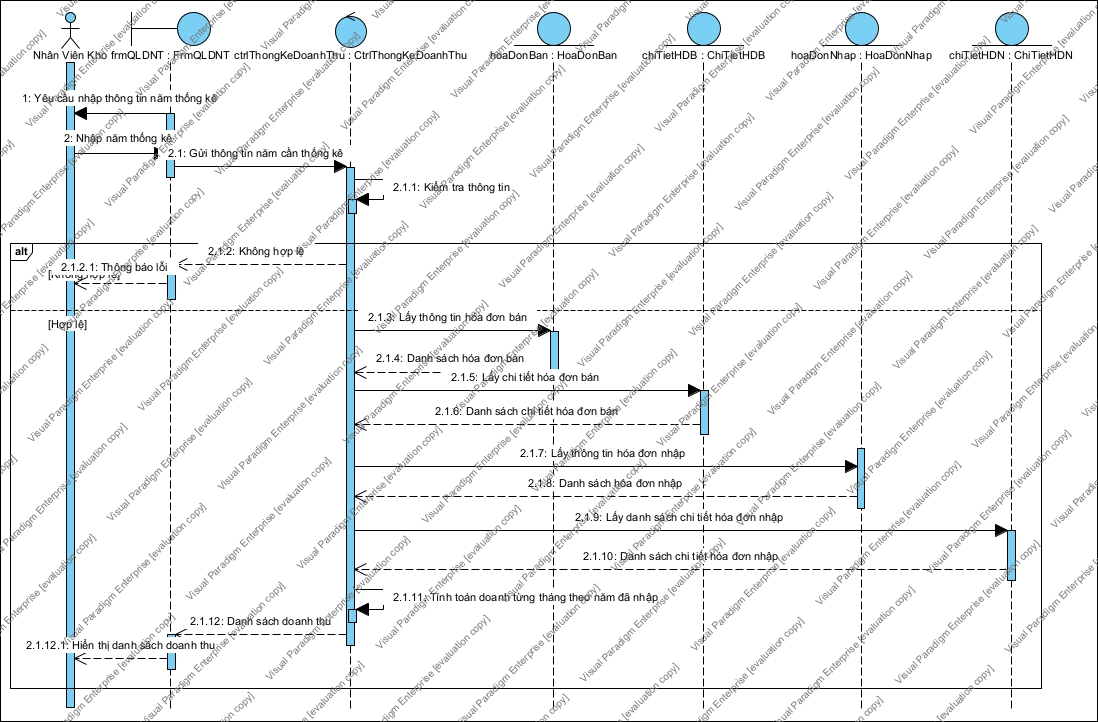 Nhân Viên Kho
frmQLDNT : FrmQLDNT
ctrlThongKeDoanhThu : CtrlThongKeDoanhThu
hoaDonBan : HoaDonBan
chiTietHDB : ChiTietHDB
hoaDonNhap : HoaDonNhap
chiTietHDN : ChiTietHDN
1: Yêu cầu nhập thông tin năm thống kê
2: Nhập năm thống kê
2.1: Gửi thông tin năm cần thống kê
2.1.1: Kiểm tra thông tin
alt
2.1.2: Không hợp lệ
2.1.2.1: Thông báo lỗi
[Không hợp lệ]
2.1.3: Lấy thông tin hóa đơn bán
[Hợp lệ]
2.1.4: Danh sách hóa đơn bán
2.1.5: Lấy chi tiết hóa đơn bán
2.1.6: Danh sách chi tiết hóa đơn bán
2.1.7: Lấy thông tin hóa đơn nhập
2.1.8: Danh sách hóa đơn nhập
2.1.9: Lấy danh sách chi tiết hóa đơn nhập
2.1.10: Danh sách chi tiết hóa đơn nhập
2.1.11: Tính toán doanh từng tháng theo năm đã nhập
2.1.12: Danh sách doanh thu
2.1.12.1: Hiển thị danh sách doanh thu
Visual Paradigm Enterprise [evaluation copy]